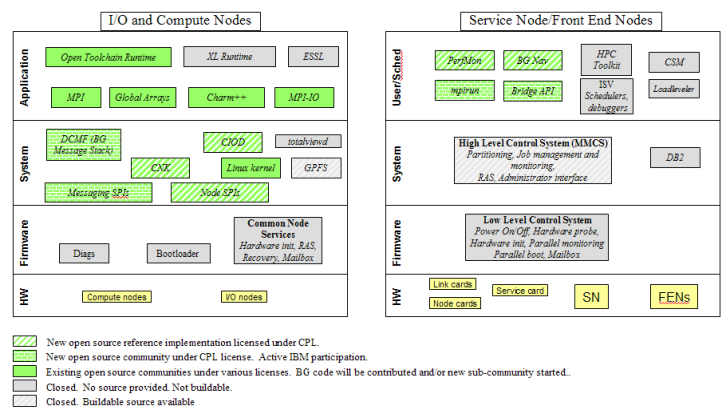 I/O and Compute Nodes
Application
Open Toolchain Runtime
XL Runtime
ESSL
MPI
Global Arrays
Charm++
MPI-IO
System
DCMF (BG
Message Stack)
CIOD
totalviewd
CNK
Linux kernel
GPFS
Messaging SPIs
Node SPIs
Firmware
Diags
Bootloader
Common Node
Services
Hardware init, RAS,
Recovery, Mailbox
HW
Compute nodes
I/O nodes
Service Node/Front End Nodes
User/Sched
PerfMon
BG Nav
HPC
Toolkit
CSM
mpirun
Bridge API
ISV
Schedulers,
debuggers
Loadleveler
System
High Level Control System (MMCS)
Partitioning, Job management and
monitoring,
RAS, Administrator interface
DB2
Firmware
Low Level Control System
Power On/Off, Hardware probe,
Hardware init, Parallel monitoring
Parallel boot, Mailbox
HW
Link cards
Node cards
Service card
SN
FENs
New open source reference implementation licensed under CPL.
New open source community under CPL license. Active IBM participation.
Existing open source communities under various licenses. BG code will be contributed and/or new sub-community started..
Closed. No source provided. Not buildable.
Closed. Buildable source available